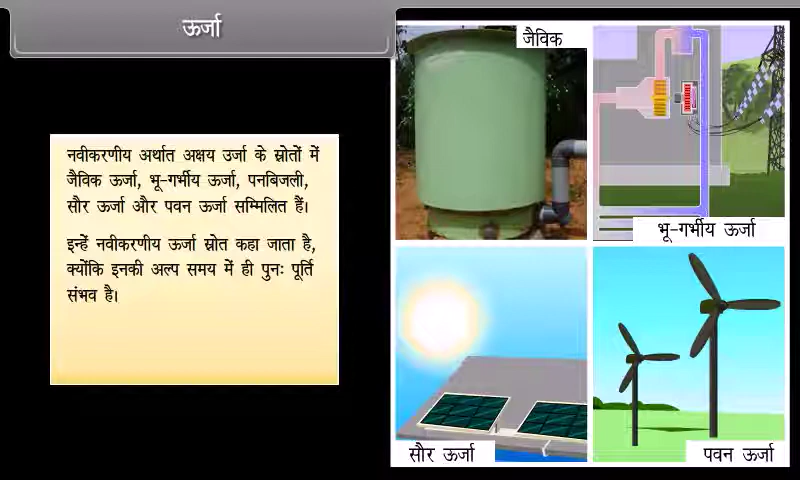 ऊर्जा
जैविक
नवीकरणीय अर्थात अक्षय उर्जा के स्रोतों में
जैविक ऊर्जा, भू-गर्भीय ऊर्जा, पनबिजली,
सौर ऊर्जा और पवन ऊर्जा सम्मिलित हैं।
इन्हें नवीकरणीय ऊर्जा स्रोत कहा जाता है,
क्योंकि इनकी अल्प समय में ही पुनः पूर्ति
संभव है।
भू-गर्भीय ऊर्जा
सौर ऊर्जा
पवन ऊर्जा